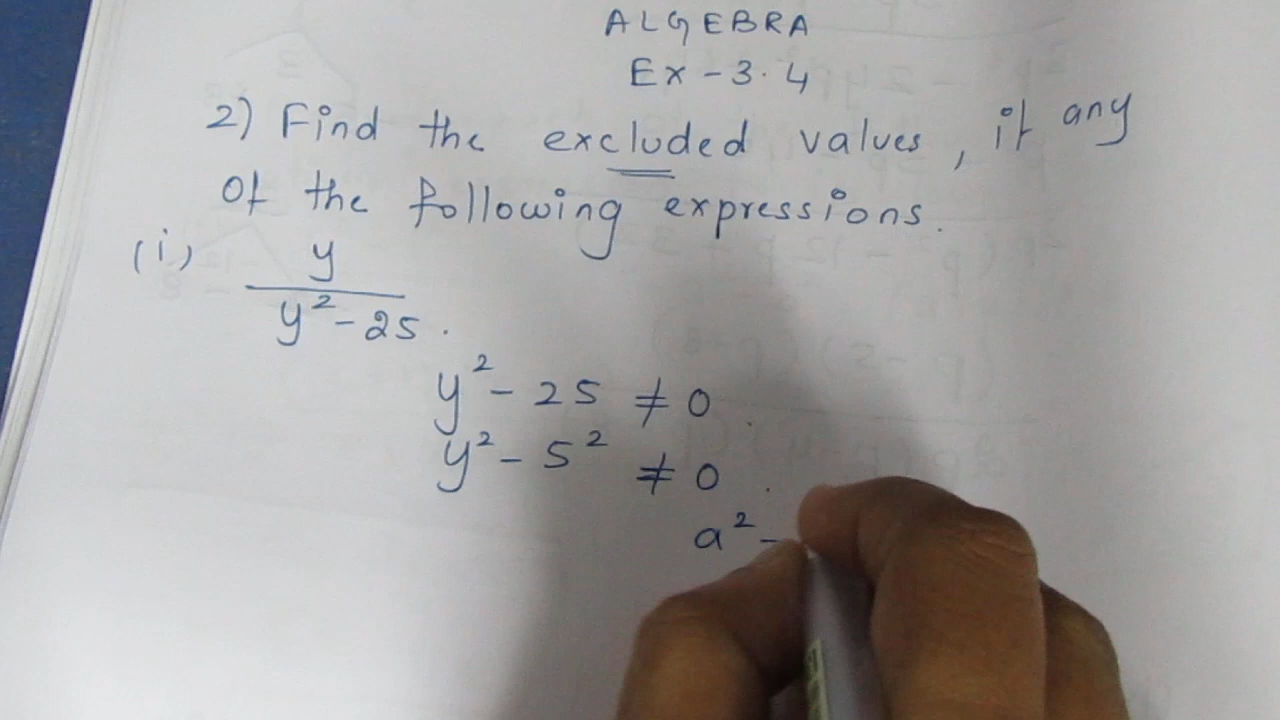 ALGEBRA
Ex - 3.4
2) Find the excluded values, if any
Of the following expressions.
(i) y
y² - 25.
y² - 25 ≠ 0
y² - 5² ≠ 0
a² -